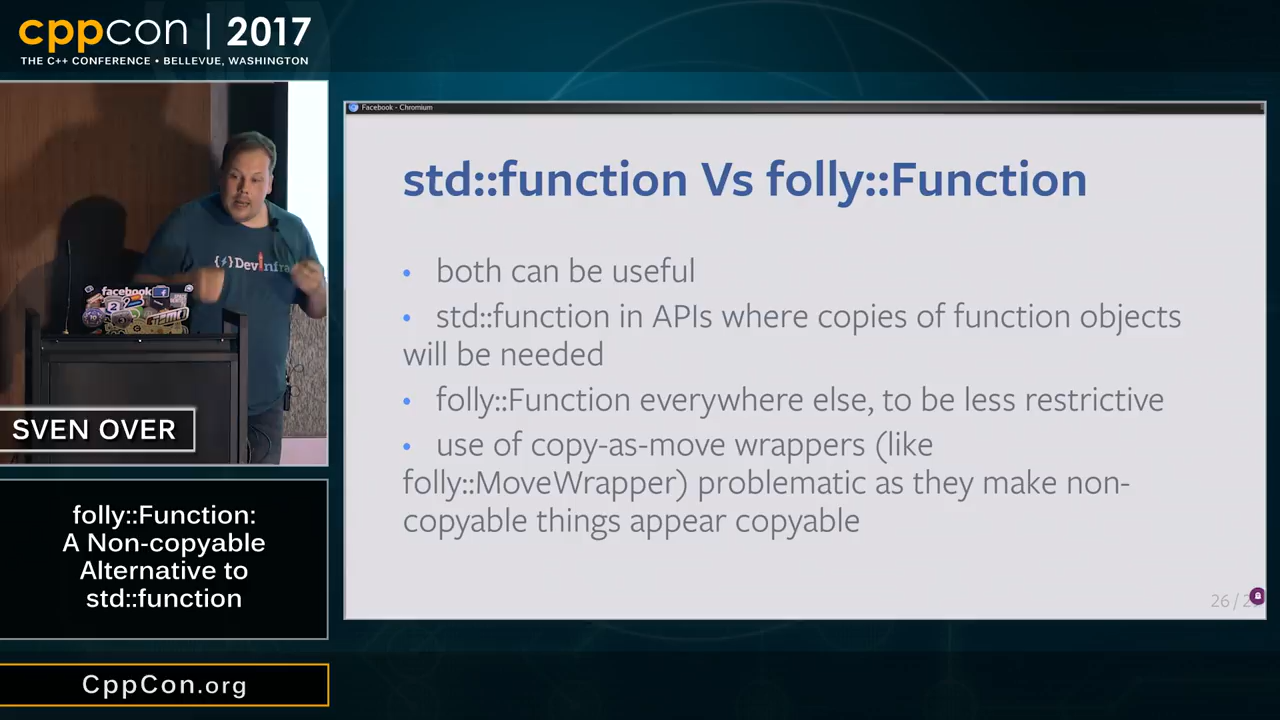 cppcon | 2017
THE C++ CONFERENCE • BELLEVUE, WASHINGTON
Facebook - Chromium
std::function Vs folly::Function
• both can be useful
• std::function in APIs where copies of function objects
will be needed
• folly::Function everywhere else, to be less restrictive
• use of copy-as-move wrappers (like
folly::MoveWrapper) problematic as they make non-
copyable things appear copyable
26 /
{⚡}DevInfra
facebook
SVEN OVER
folly::Function:
A Non-copyable
Alternative to
std::function
CppCon.org